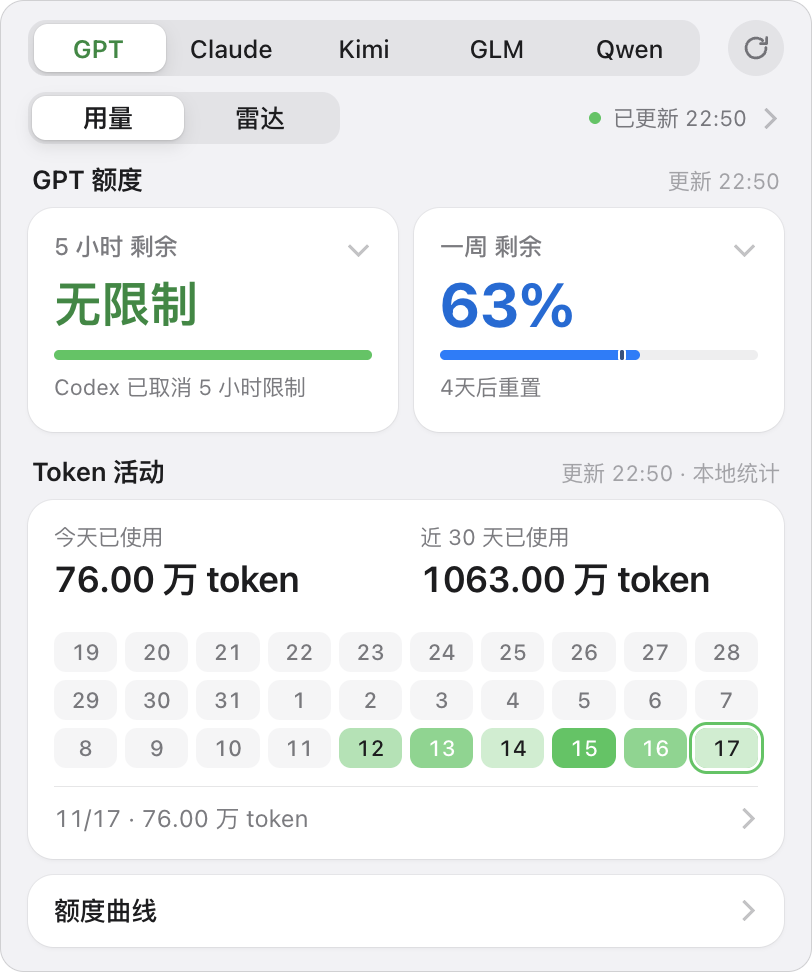 GPT Claude Kimi GLM Qwen
用量 雷达 已更新 22:50
GPT 额度 更新 22:50
5 小时 剩余
无限制
Codex 已取消 5 小时限制
一周 剩余
63%
4天后重置
Token 活动 更新 22:50 · 本地统计
今天已使用
76.00 万 token
近 30 天已使用
1063.00 万 token
19 20 21 22 23 24 25 26 27 28
29 30 31 1 2 3 4 5 6 7
8 9 10 11 12 13 14 15 16 17
11/17 · 76.00 万 token
额度曲线